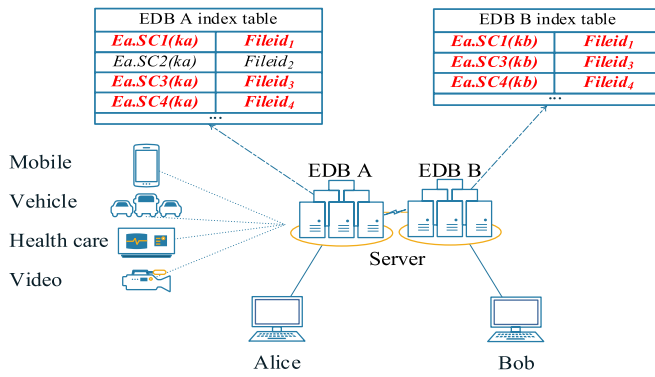 EDB A index table
Ea.SC1(ka) Fileid1
Ea.SC2(ka) Fileid2
Ea.SC3(ka) Fileid3
Ea.SC4(ka) Fileid4
...
EDB B index table
Ea.SC1(kb) Fileid1
Ea.SC3(kb) Fileid3
Ea.SC4(kb) Fileid4
...
Mobile
Vehicle
Health care
Video
EDB A
EDB B
Server
Alice
Bob